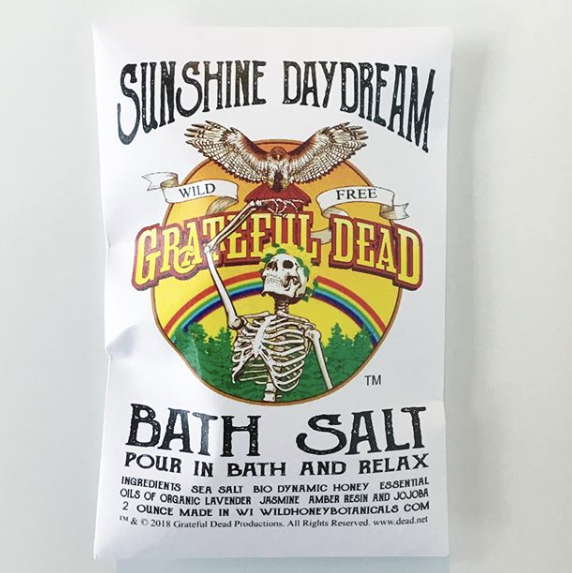 SUNSHINE DAYDREAM
WILD FREE
GRATEFUL DEAD
TM
BATH SALT
POUR IN BATH AND RELAX
INGREDIENTS SEA SALT BIO DYNAMIC HONEY ESSENTIAL
OILS OF ORGANIC LAVENDER JASMINE AMBER RESIN AND JOJOBA
2 OUNCE MADE IN WI WILDHONEYBOTANICALS COM
™ & © 2018 Grateful Dead Productions. All Rights Reserved. www.dead.net